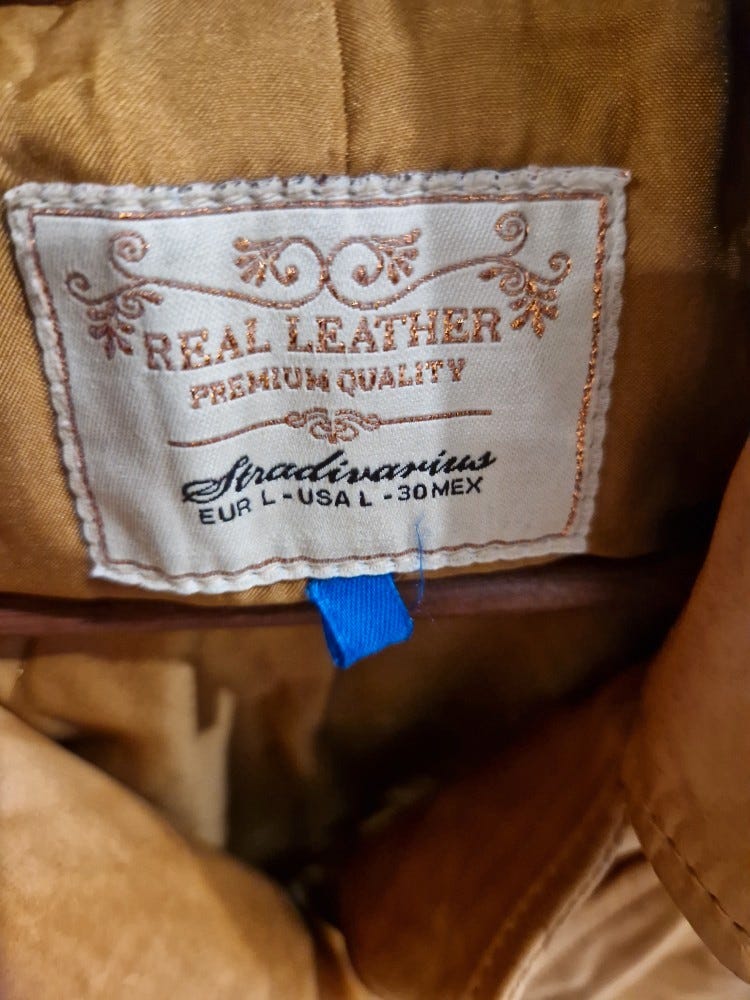 REAL LEATHER
PREMIUM QUALITY
Stradivarius
EUR L - USA L - 30 MEX